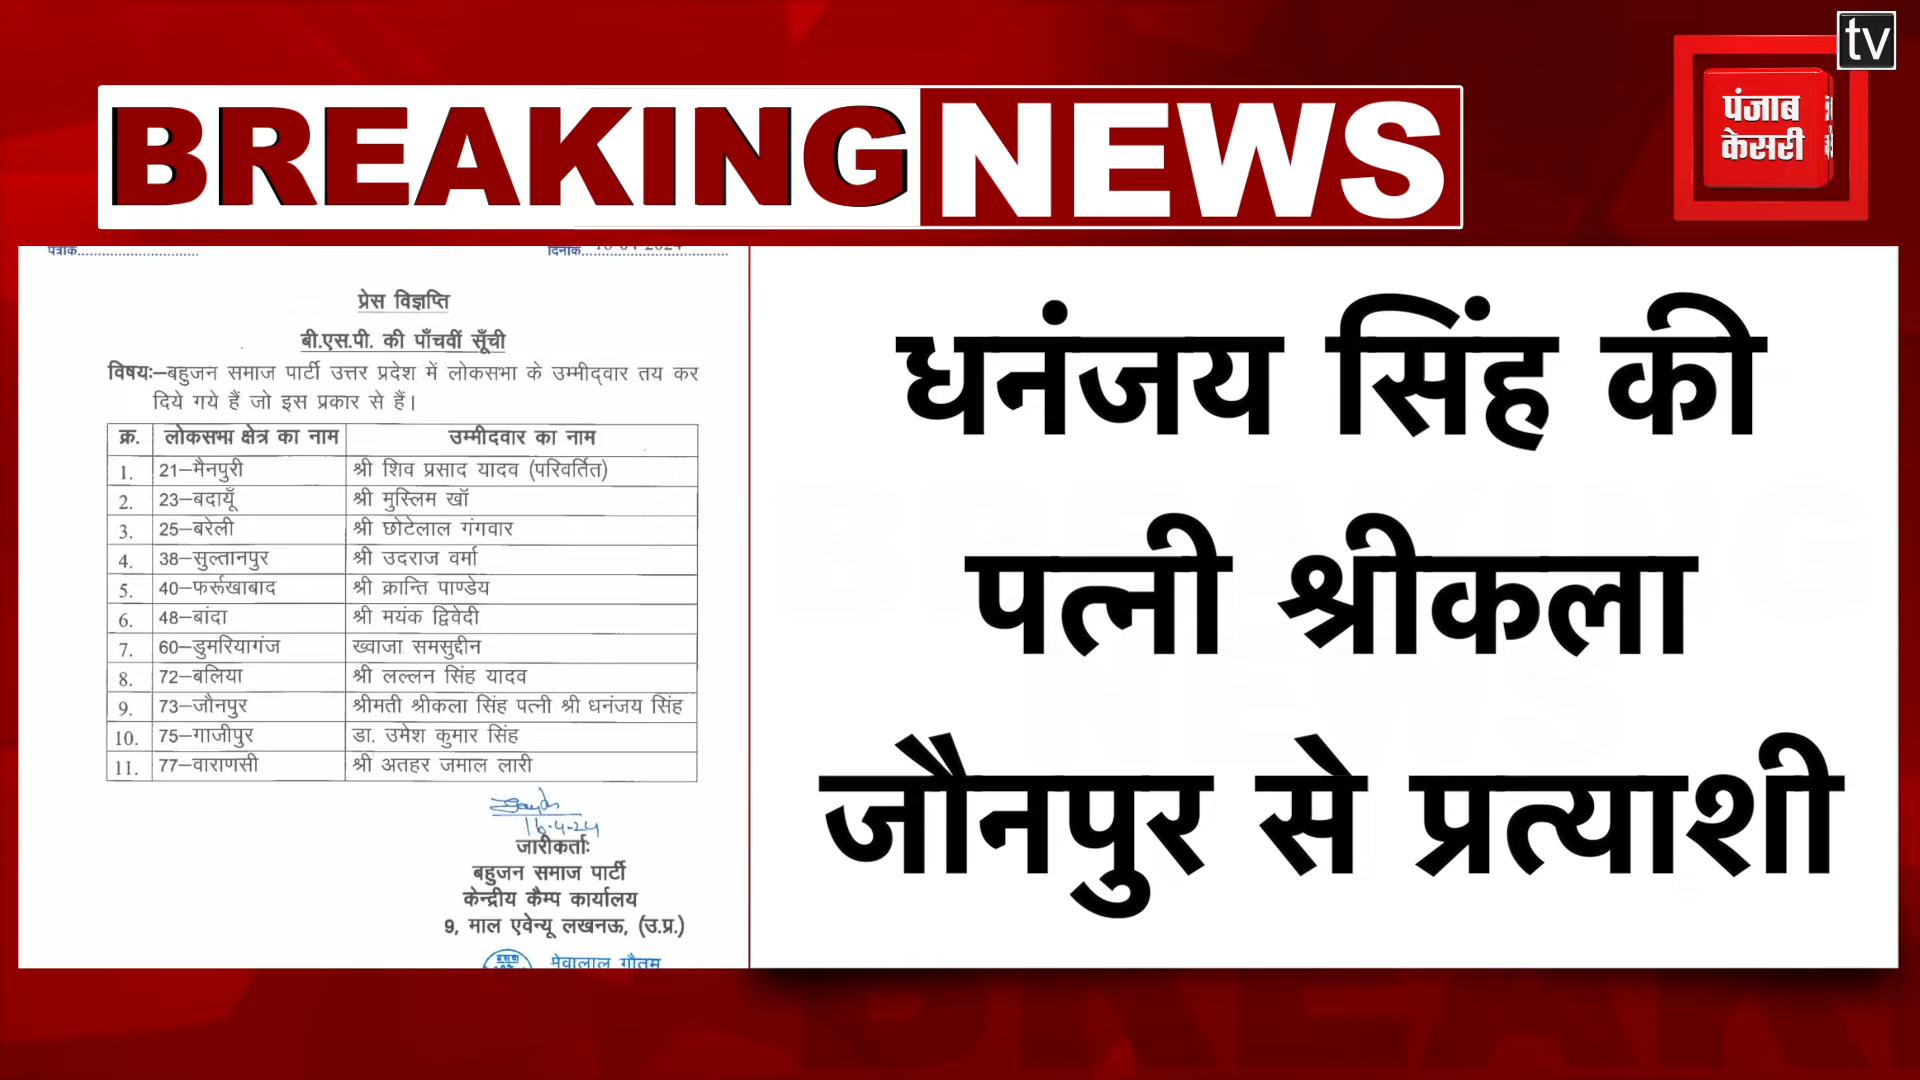 tv
BREAKING NEWS
पंजाब
केसरी
पत्रांक
दिनांक
प्रेस विज्ञप्ति
बी.एस.पी. की पाँचवीं सूँची
विषयः–बहुजन समाज पार्टी उत्तर प्रदेश में लोकसभा के उम्मीद्वार तय कर
दिये गये हैं जो इस प्रकार से हैं।
क्र. लोकसभा क्षेत्र का नाम उम्मीदवार का नाम
1. 21–मैनपुरी श्री शिव प्रसाद यादव (परिवर्तित)
2. 23–बदायूँ श्री मुस्लिम खॉ
3. 25–बरेली श्री छोटेलाल गंगवार
4. 38–सुल्तानपुर श्री उदराज वर्मा
5. 40–फर्रूखाबाद श्री क्रान्ति पाण्डेय
6. 48–बांदा श्री मयंक द्विवेदी
7. 60–डुमरियागंज ख्वाजा समसुद्दीन
8. 72–बलिया श्री लल्लन सिंह यादव
9. 73–जौनपुर श्रीमती श्रीकला सिंह पत्नी श्री धनंजय सिंह
10. 75–गाजीपुर डा. उमेश कुमार सिंह
11. 77–वाराणसी श्री अतहर जमाल लारी
16-4-24
जारीकर्ताः
बहुजन समाज पार्टी
केन्द्रीय कैम्प कार्यालय
9, माल एवेन्यू लखनऊ, (उ.प्र.)
मेवालाल गौतम
धनंजय सिंह की
पत्नी श्रीकला
जौनपुर से प्रत्याशी